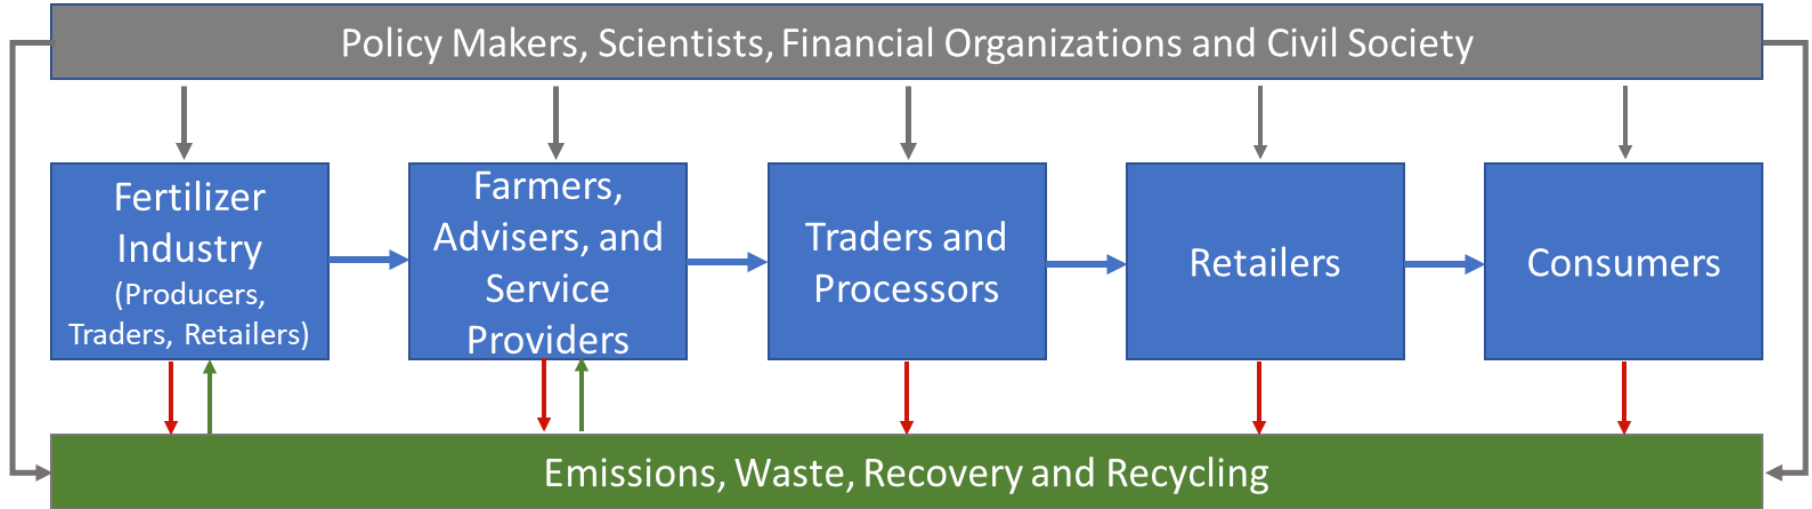 Policy Makers, Scientists, Financial Organizations and Civil Society
Fertilizer
Industry
(Producers,
Traders, Retailers)
Farmers,
Advisers, and
Service
Providers
Traders and
Processors
Retailers
Consumers
Emissions, Waste, Recovery and Recycling